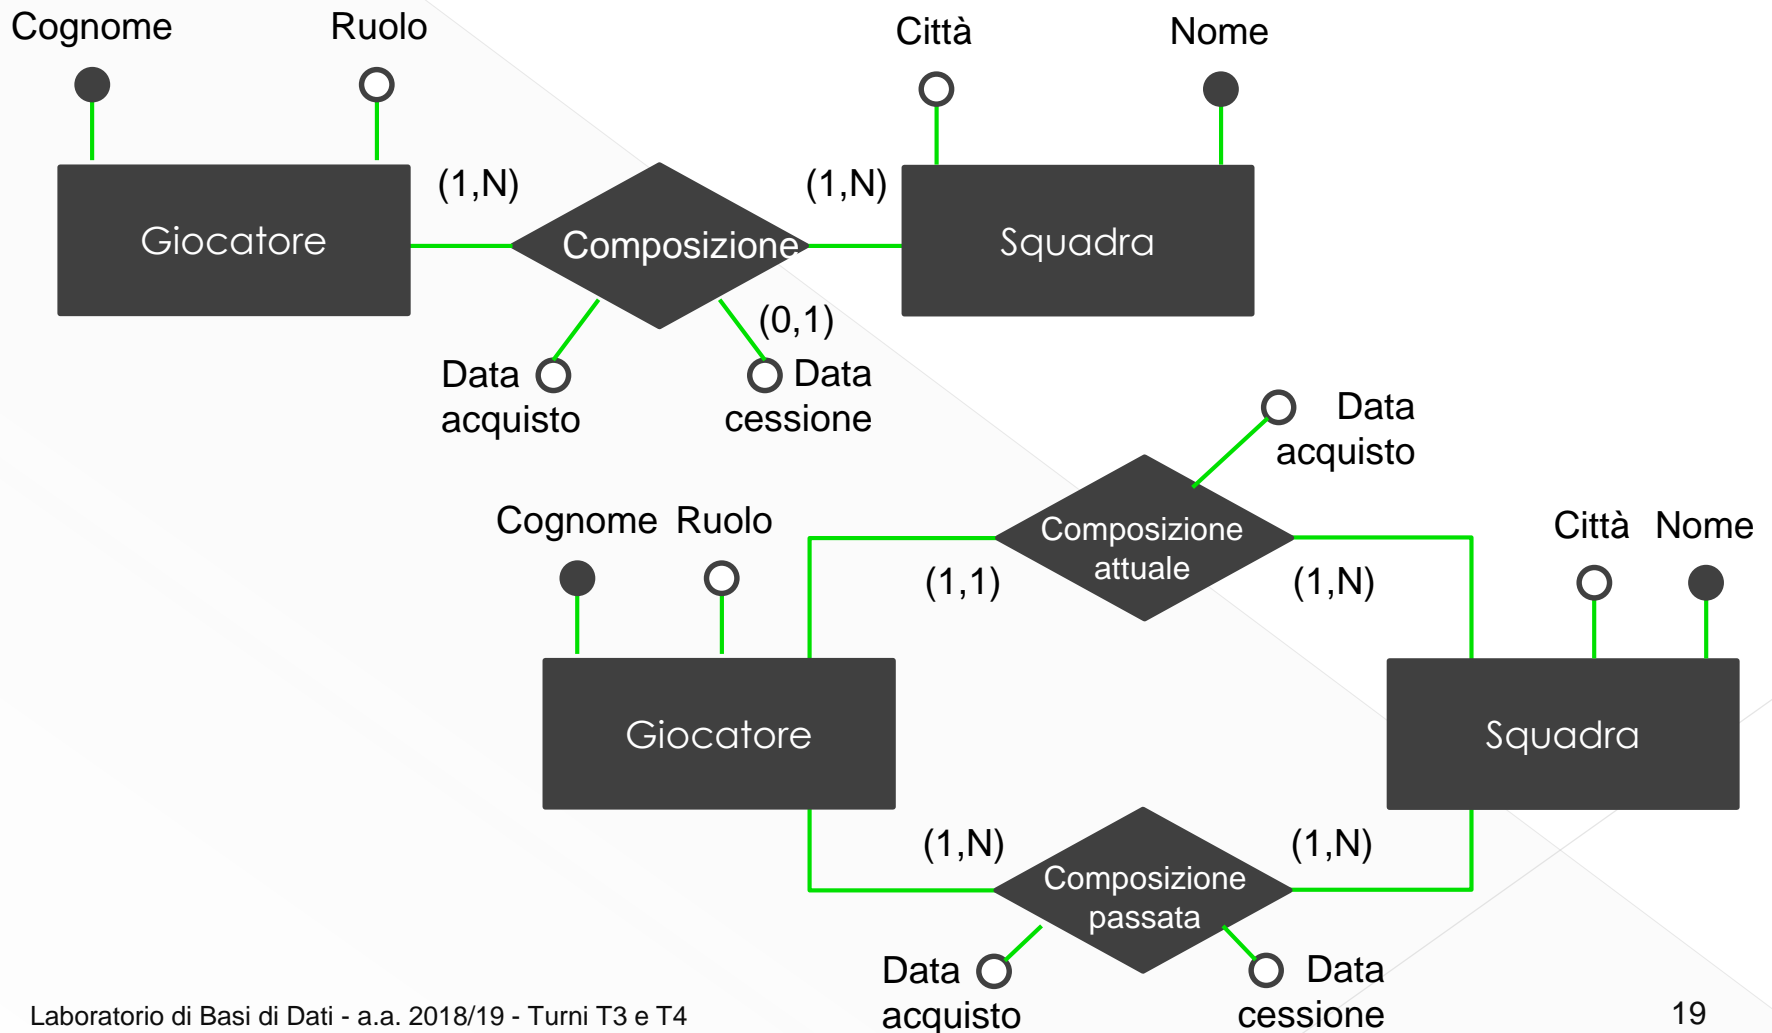 Cognome
Ruolo
Città
Nome
(1,N)
(1,N)
Giocatore
Composizione
Squadra
(0,1)
Data
acquisto
Data
cessione
Data
acquisto
Cognome
Ruolo
Composizione
attuale
Città
Nome
(1,1)
(1,N)
Giocatore
Squadra
(1,N)
(1,N)
Composizione
passata
Data
acquisto
Data
cessione
Laboratorio di Basi di Dati - a.a. 2018/19 - Turni T3 e T4
19